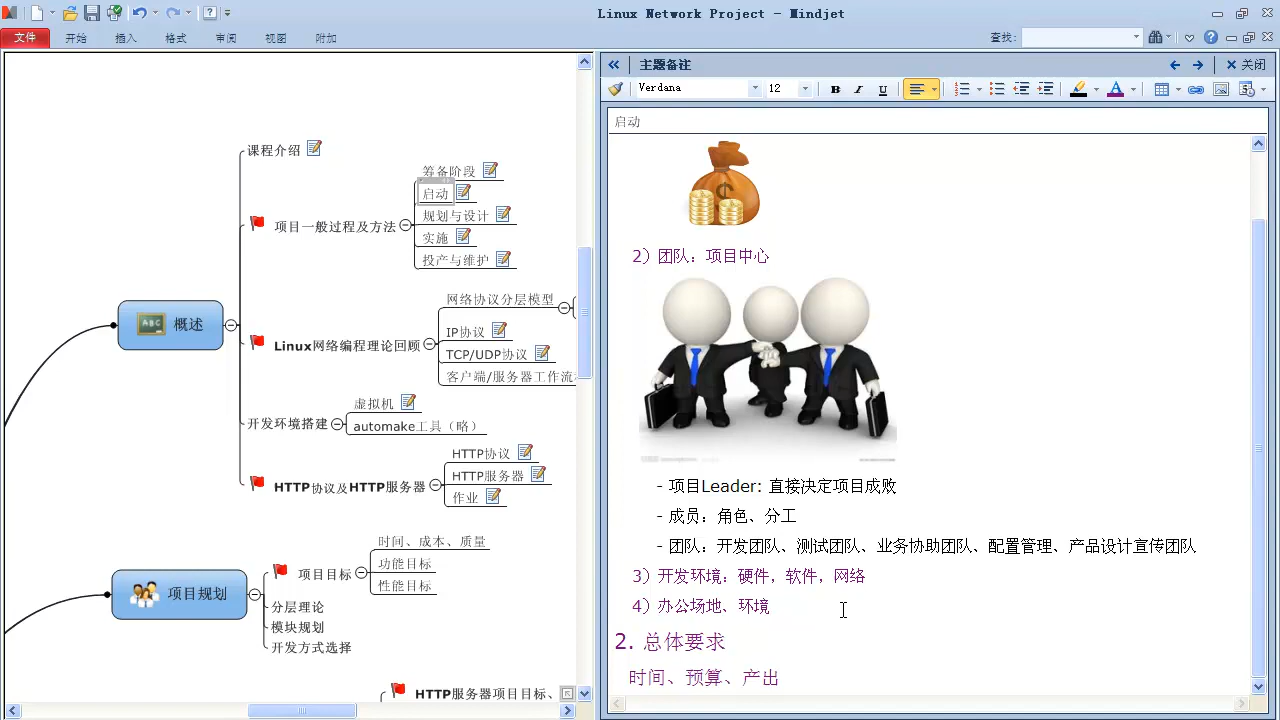 Linux Network Project - Mindjet
文件 开始 插入 格式 审阅 视图 附加 查找:
主题备注 关闭
Verdana 12 B I U A
启动
课程介绍
筹备阶段
启动
项目一般过程及方法
规划与设计
实施
投产与维护
ABC 概述
网络协议分层模型
IP协议
Linux网络编程理论回顾
TCP/UDP协议
客户端/服务器工作流
虚拟机
开发环境搭建
automake工具（略）
HTTP协议
HTTP服务器
HTTP协议及HTTP服务器
作业
时间、成本、质量
项目目标
功能目标
性能目标
项目规划
分层理论
模块规划
开发方式选择
HTTP服务器项目目标、
2）团队：项目中心
- 项目Leader: 直接决定项目成败
- 成员：角色、分工
- 团队：开发团队、测试团队、业务协助团队、配置管理、产品设计宣传团队
3）开发环境：硬件，软件，网络
4）办公场地、环境
2. 总体要求
时间、预算、产出